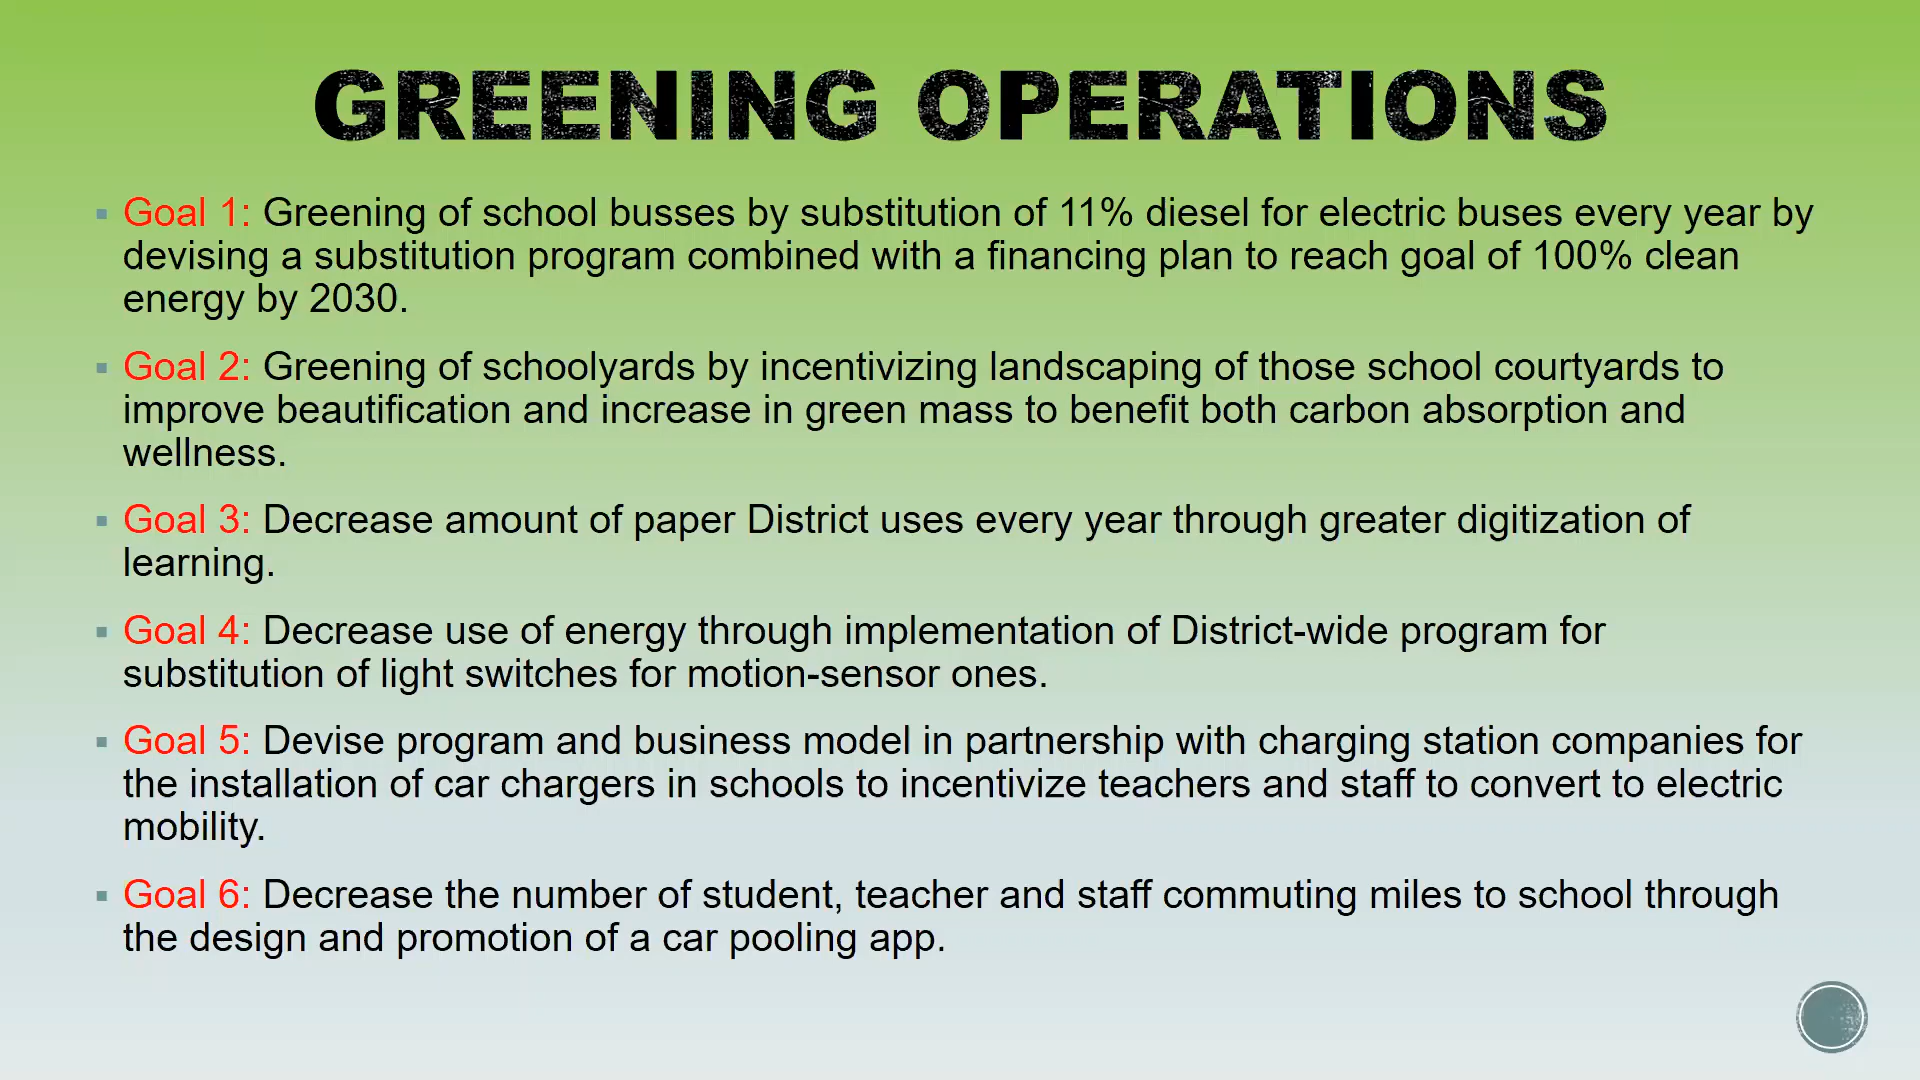 GREENING OPERATIONS
Goal 1: Greening of school busses by substitution of 11% diesel for electric buses every year by
devising a substitution program combined with a financing plan to reach goal of 100% clean
energy by 2030.
Goal 2: Greening of schoolyards by incentivizing landscaping of those school courtyards to
improve beautification and increase in green mass to benefit both carbon absorption and
wellness.
Goal 3: Decrease amount of paper District uses every year through greater digitization of
learning.
Goal 4: Decrease use of energy through implementation of District-wide program for
substitution of light switches for motion-sensor ones.
Goal 5: Devise program and business model in partnership with charging station companies for
the installation of car chargers in schools to incentivize teachers and staff to convert to electric
mobility.
Goal 6: Decrease the number of student, teacher and staff commuting miles to school through
the design and promotion of a car pooling app.